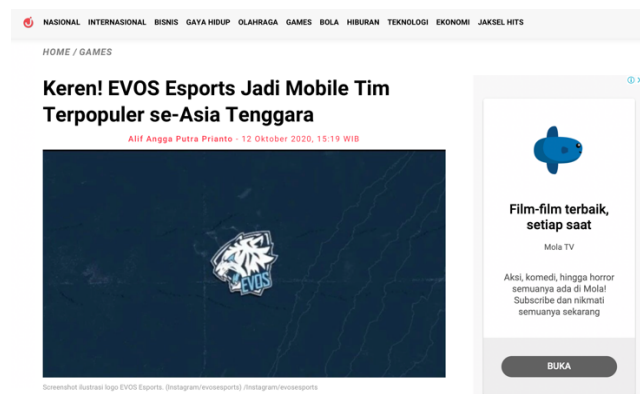 NASIONAL INTERNASIONAL BISNIS GAYA HIDUP OLAHRAGA GAMES BOLA HIBURAN TEKNOLOGI EKONOMI JAKSEL HITS
HOME / GAMES
Keren! EVOS Esports Jadi Mobile Tim
Terpopuler se-Asia Tenggara
Alif Angga Putra Prianto - 12 Oktober 2020, 15:19 WIB
EVOS
Screenshot ilustrasi logo EVOS Esports. (Instagram/evosesports) /Instagram/evosesports
Film-film terbaik,
setiap saat
Mola TV
Aksi, komedi, hingga horror
semuanya ada di Mola!
Subscribe dan nikmati
semuanya sekarang
BUKA